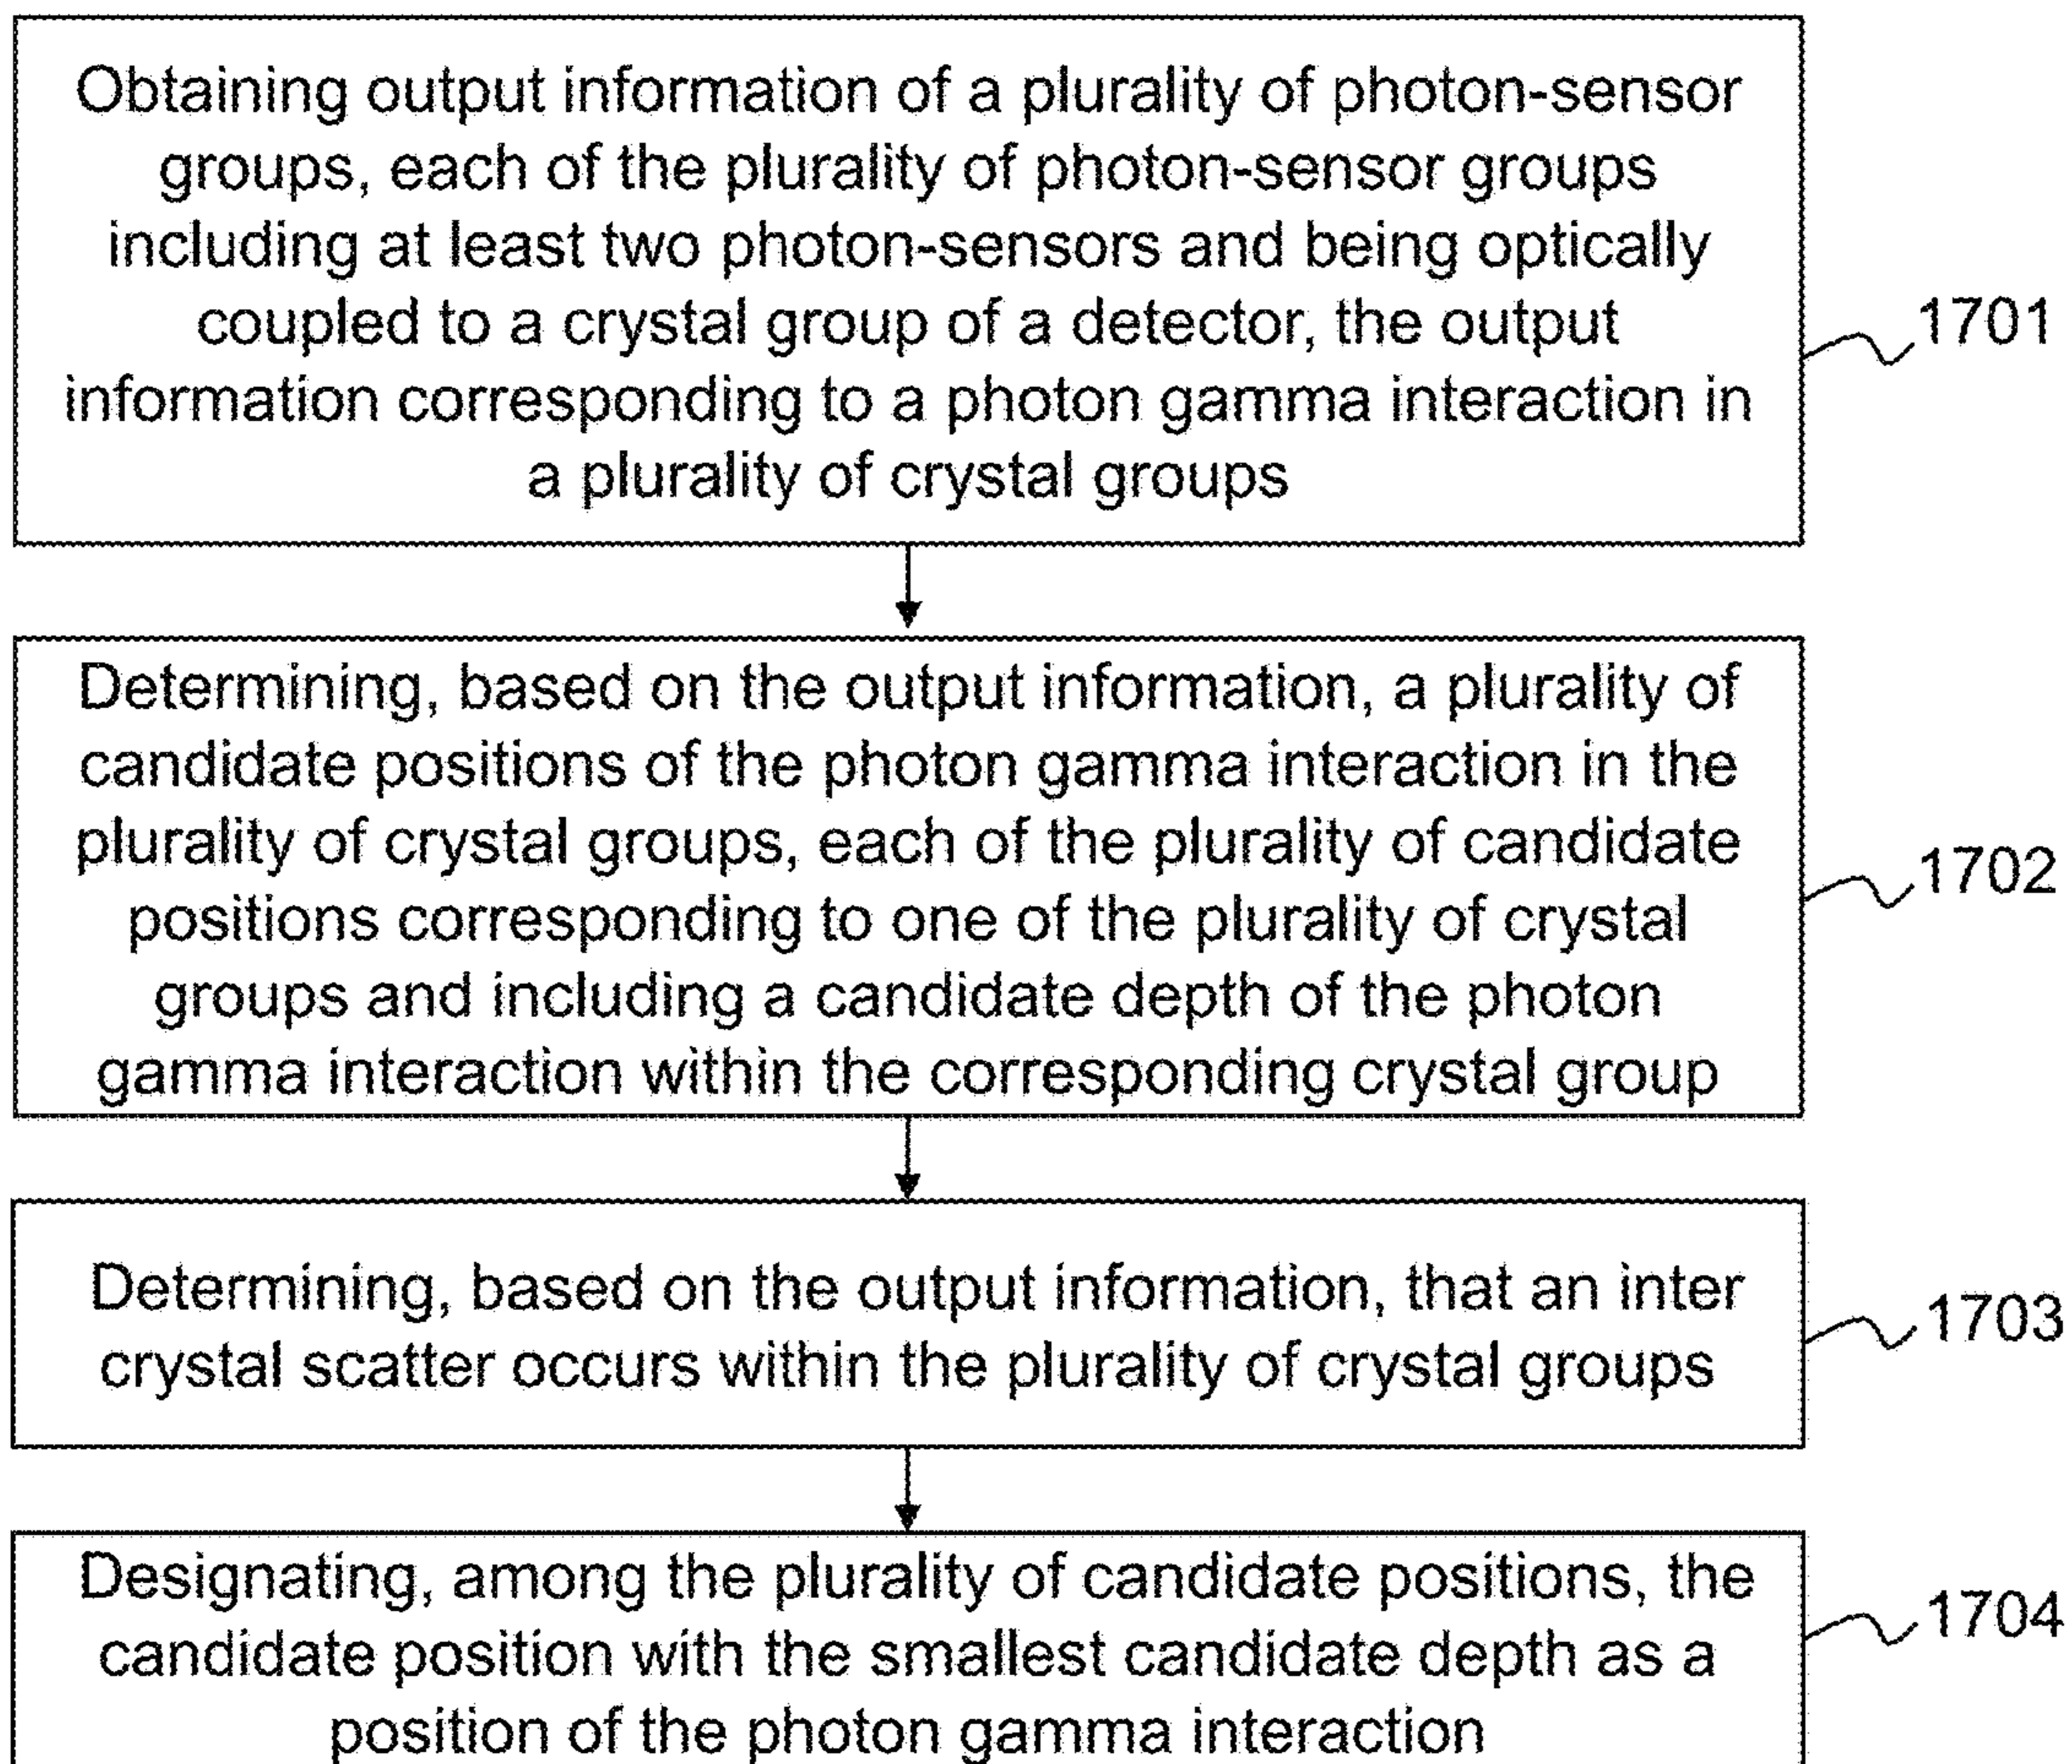 Obtaining output information of a plurality of photon-sensor
groups, each of the plurality of photon-sensor groups
including at least two photon-sensors and being optically
coupled to a crystal group of a detector, the output
information corresponding to a photon gamma interaction in
a plurality of crystal groups
1701
Determining, based on the output information, a plurality of
candidate positions of the photon gamma interaction in the
plurality of crystal groups, each of the plurality of candidate
positions corresponding to one of the plurality of crystal
groups and including a candidate depth of the photon
gamma interaction within the corresponding crystal group
1702
Determining, based on the output information, that an inter
crystal scatter occurs within the plurality of crystal groups
1703
Designating, among the plurality of candidate positions, the
candidate position with the smallest candidate depth as a
position of the photon gamma interaction
1704